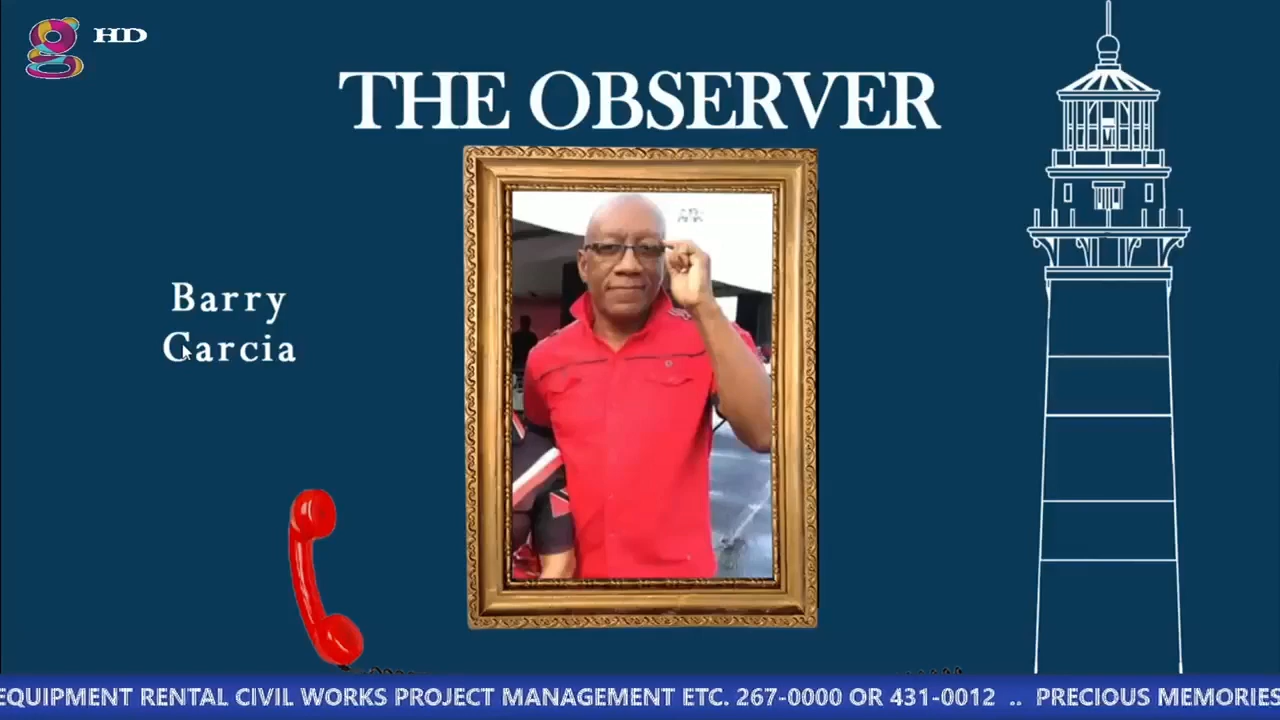 g HD
THE OBSERVER
Barry
Garcia
EQUIPMENT RENTAL CIVIL WORKS PROJECT MANAGEMENT ETC. 267-0000 OR 431-0012 .. PRECIOUS MEMORIES